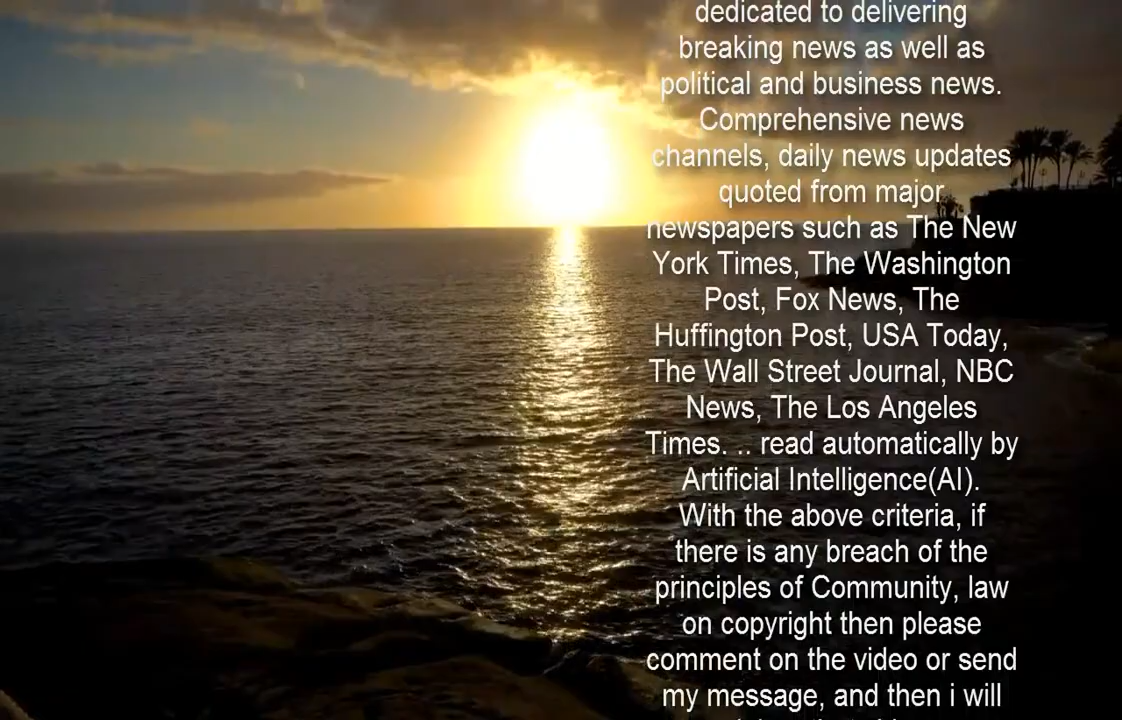 dedicated to delivering
breaking news as well as
political and business news.
Comprehensive news
channels, daily news updates
quoted from major
newspapers such as The New
York Times, The Washington
Post, Fox News, The
Huffington Post, USA Today,
The Wall Street Journal, NBC
News, The Los Angeles
Times. .. read automatically by
Artificial Intelligence(AI).
With the above criteria, if
there is any breach of the
principles of Community, law
on copyright then please
comment on the video or send
my message, and then i will